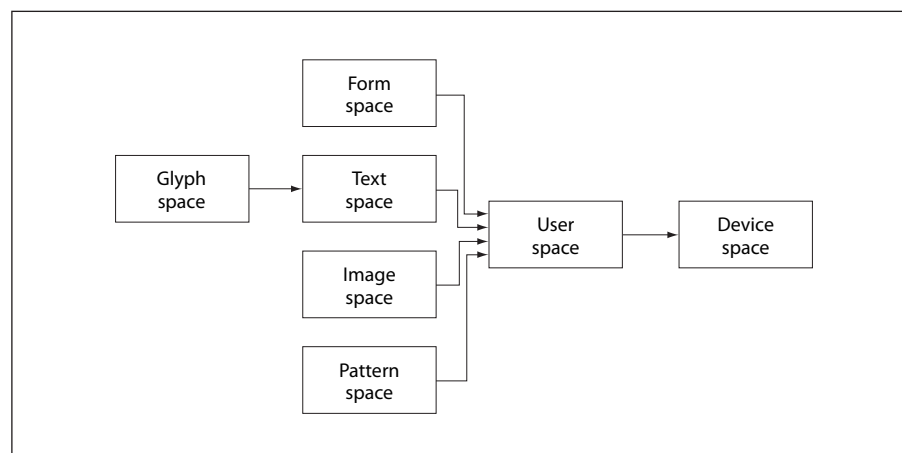 Form
space
Glyph
space
Text
space
User
space
Device
space
Image
space
Pattern
space